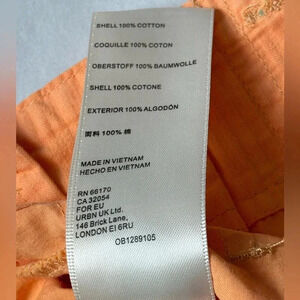 SHELL 100% COTTON
COQUILLE 100% COTON
OBERSTOFF 100% BAUMWOLLE
SHELL 100% COTONE
EXTERIOR 100% ALGODÓN
面料 100% 棉
MADE IN VIETNAM
HECHO EN VIETNAM
RN 66170
CA 32054
FOR EU
URBN UK Ltd.
146 Brick Lane,
LONDON E1 6RU
OB1289105